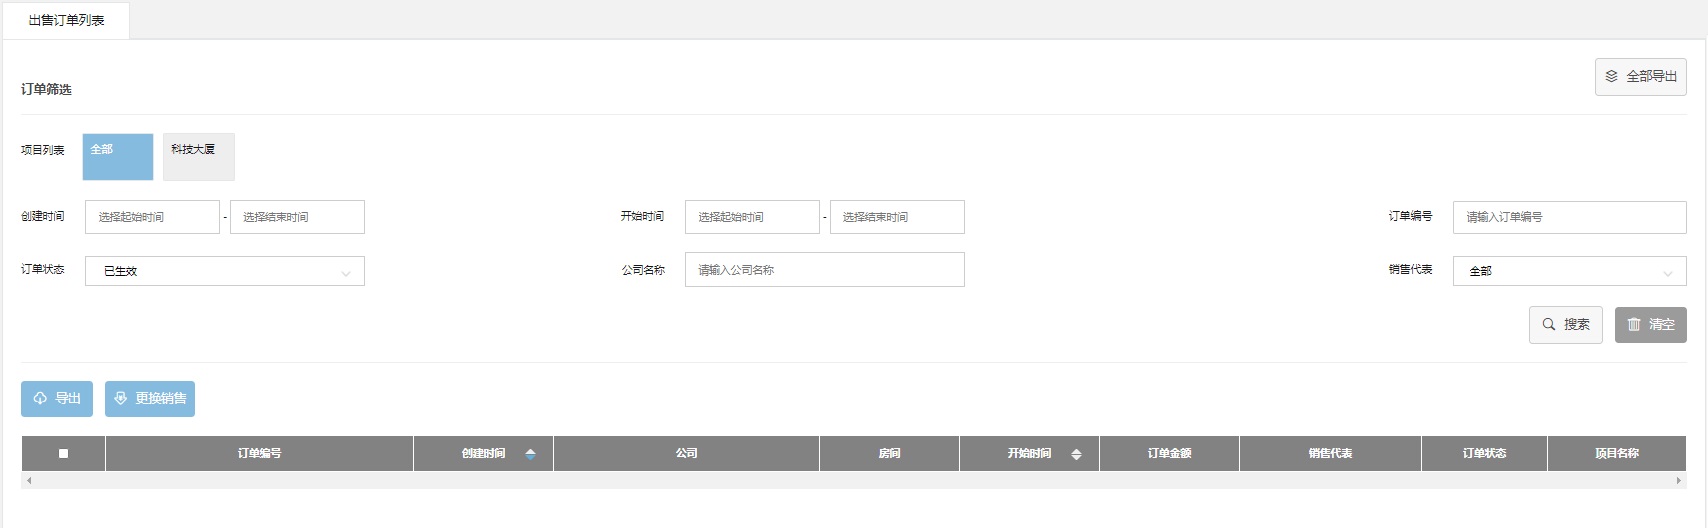 出售订单列表
订单筛选
全部导出
项目列表 全部 科技大厦
创建时间 选择起始时间 - 选择结束时间 开始时间 选择起始时间 - 选择结束时间 订单编号 请输入订单编号
订单状态 已生效 公司名称 请输入公司名称 销售代表 全部
搜索 清空
导出 更换销售
订单编号 创建时间 公司 房间 开始时间 订单金额 销售代表 订单状态 项目名称